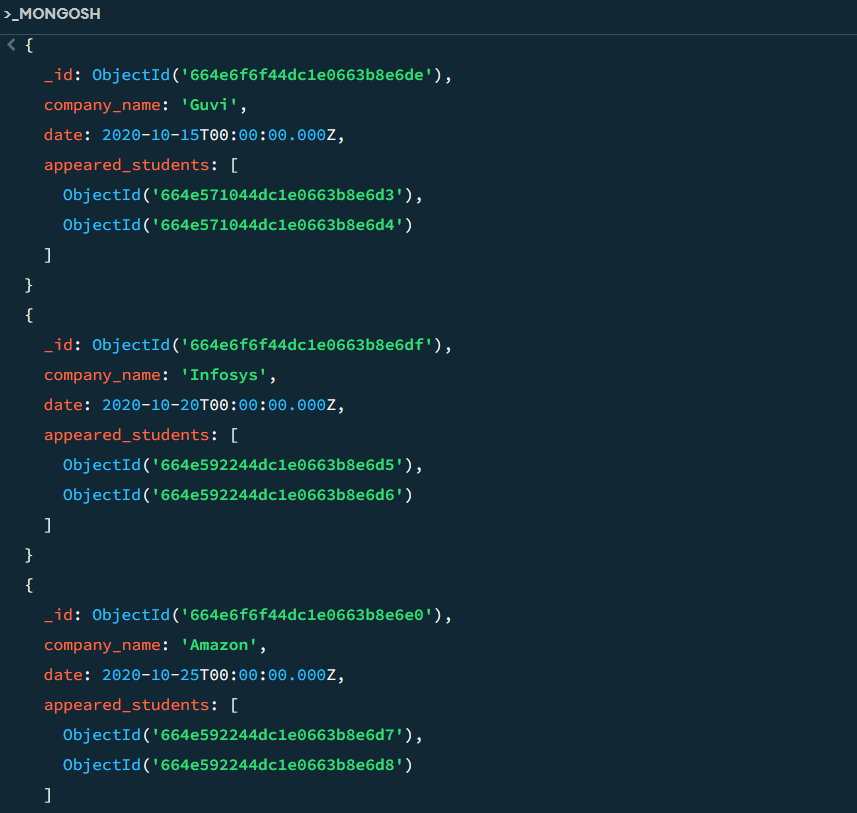 >_MONGOSH
{
_id: ObjectId('664e6f6f44dc1e0663b8e6de'),
company_name: 'Guvi',
date: 2020-10-15T00:00:00.000Z,
appeared_students: [
ObjectId('664e571044dc1e0663b8e6d3'),
ObjectId('664e571044dc1e0663b8e6d4')
]
}
{
_id: ObjectId('664e6f6f44dc1e0663b8e6df'),
company_name: 'Infosys',
date: 2020-10-20T00:00:00.000Z,
appeared_students: [
ObjectId('664e592244dc1e0663b8e6d5'),
ObjectId('664e592244dc1e0663b8e6d6')
]
}
{
_id: ObjectId('664e6f6f44dc1e0663b8e6e0'),
company_name: 'Amazon',
date: 2020-10-25T00:00:00.000Z,
appeared_students: [
ObjectId('664e592244dc1e0663b8e6d7'),
ObjectId('664e592244dc1e0663b8e6d8')
]